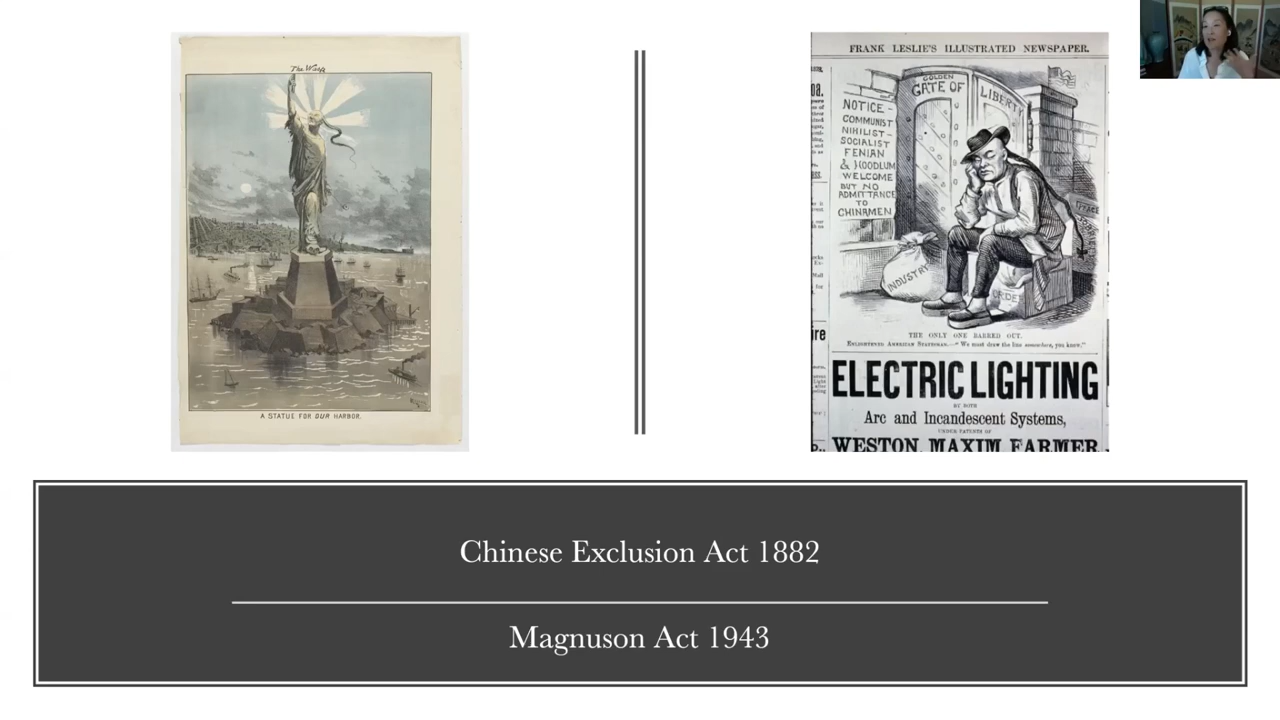 The Wasp
A STATUE FOR OUR HARBOR.
FRANK LESLIE'S ILLUSTRATED NEWSPAPER.
GOLDEN
GATE OF LIBERTY
NOTICE -
COMMUNIST
NIHILIST -
SOCIALIST
FENIAN
& HOODLUM
WELCOME
BUT NO
ADMITTANCE
TO
CHINAMEN
INDUSTRY
ORDER
PEACE
THE ONLY ONE BARRED OUT.
ENLIGHTENED AMERICAN STATESMAN.—"We must draw the line somewhere, you know."
ELECTRIC LIGHTING
BY BOTH
Arc and Incandescent Systems,
UNDER PATENTS OF
WESTON, MAXIM, FARMER
Chinese Exclusion Act 1882
Magnuson Act 1943